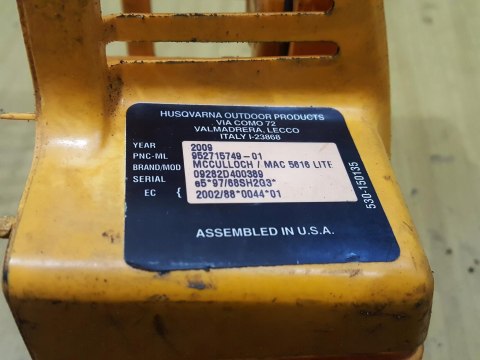 HUSQVARNA OUTDOOR PRODUCTS
VIA COMO 72
VALMADRERA, LECCO
ITALY I-23868
YEAR 2009
PNC-ML 952715749-01
BRAND/MOD MCCULLOCH / MAC 5616 LITE
SERIAL 09282D400389
EC { e5*97/68SH2G3*
2002/88*0044*01
530-150135
ASSEMBLED IN U.S.A.